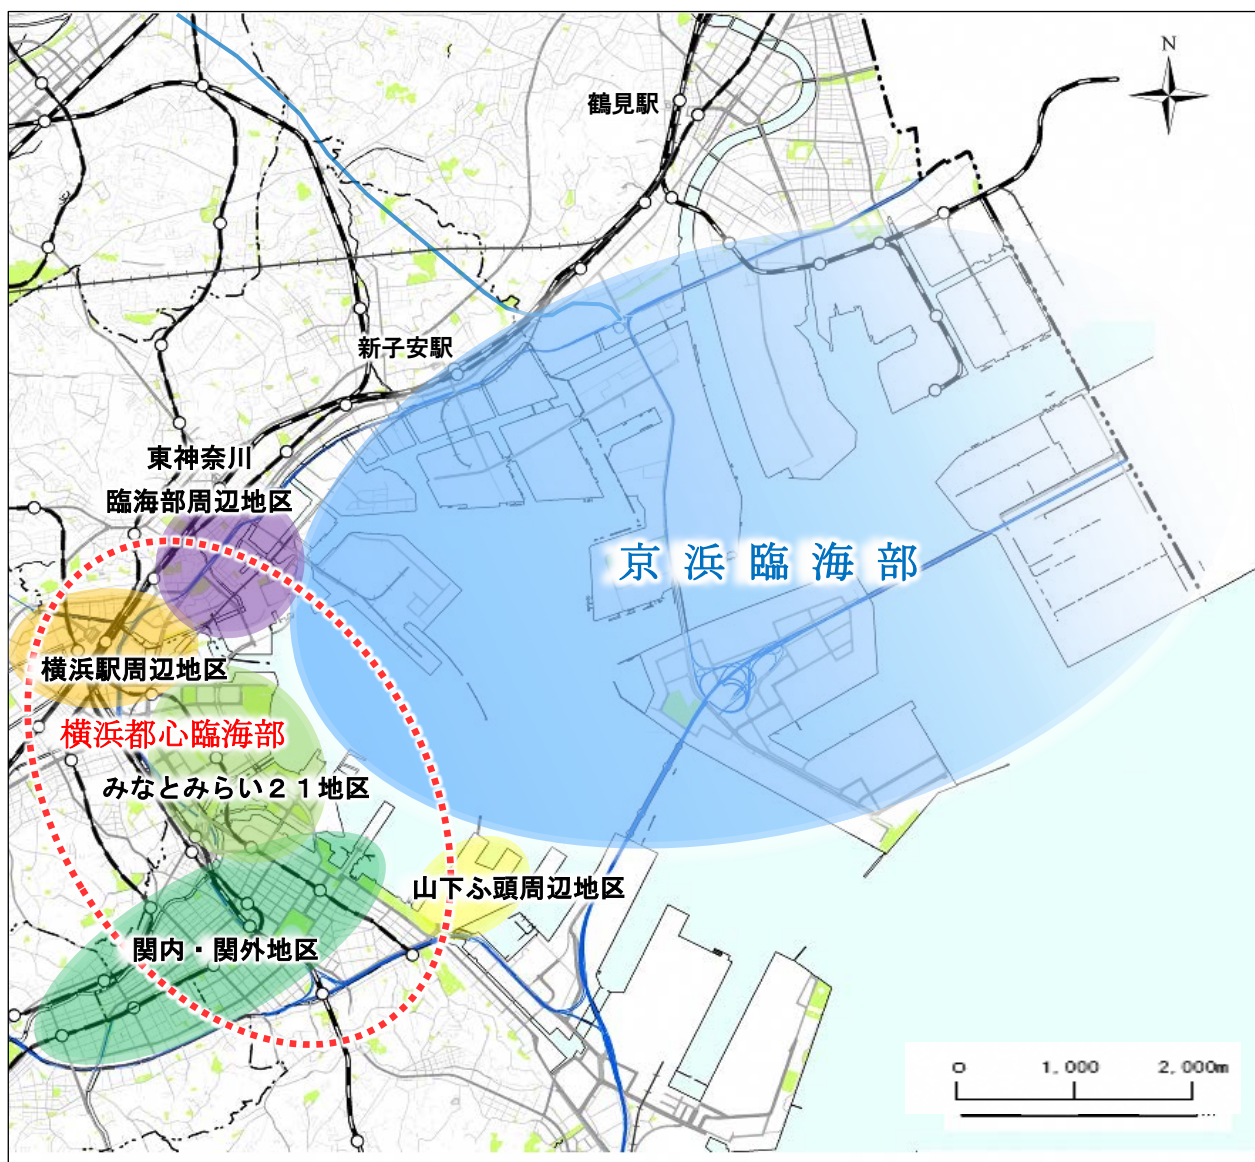 N
鶴見駅
新子安駅
東神奈川
臨海部周辺地区
京浜臨海部
横浜駅周辺地区
横浜都心臨海部
みなとみらい２１地区
山下ふ頭周辺地区
関内・関外地区
0 1,000 2,000m